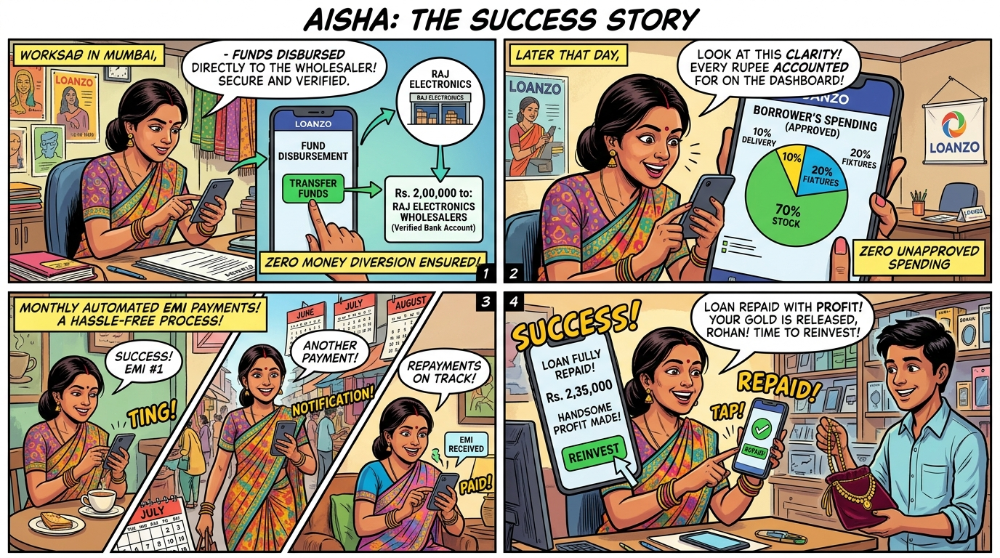 AISHA: THE SUCCESS STORY
WORKSAB IN MUMBAI,
- FUNDS DISBURSED
DIRECTLY TO THE WHOLESALER!
SECURE AND VERIFIED.
LOANZO
LOANZO
FUND
DISBURSEMENT
TRANSFER
FUNDS
RAJ
ELECTRONICS
RAJ ELECTRONICS
Rs. 2,00,000 to:
RAJ ELECTRONICS
WHOLESALERS
(Verified Bank Account)
ZERO MONEY DIVERSION ENSURED!
1
LATER THAT DAY,
LOOK AT THIS CLARITY!
EVERY RUPEE ACCOUNTED
FOR ON THE DASHBOARD!
LOANZO
LOANZO
BORROWER'S SPENDING
(APPROVED)
10%
DELIVERY
10%
20%
FIATURES
20%
FIXTURES
70%
STOCK
LOANZO
ZERO UNAPPROVED
SPENDING
2
MONTHLY AUTOMATED EMI PAYMENTS!
A HASSLE-FREE PROCESS!
SUCCESS!
EMI #1
TING!
JULY
JUNE
JULY
AUGUST
ANOTHER
PAYMENT!
NOTIFICATION!
REPAYMENTS
ON TRACK!
EMI
RECEIVED
PAID!
3
4
SUCCESS!
LOAN FULLY
REPAID!
Rs. 2,35,000
HANDSOME
PROFIT MADE!
REINVEST
LOAN REPAID WITH PROFIT!
YOUR GOLD IS RELEASED,
ROHAN! TIME TO REINVEST!
REPAID!
TAP!